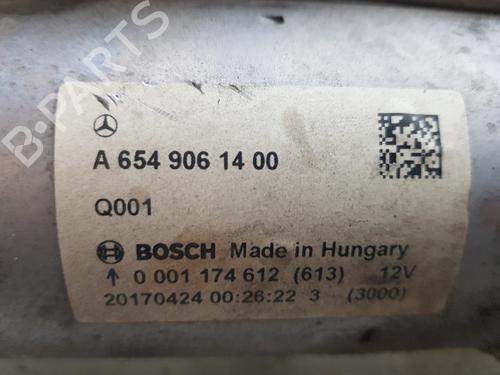 A 654 906 14 00
Q001
BOSCH Made in Hungary
↑ 0 001 174 612 (613) 12V
20170424 00:26:22 3 (3000)
B-PARTS